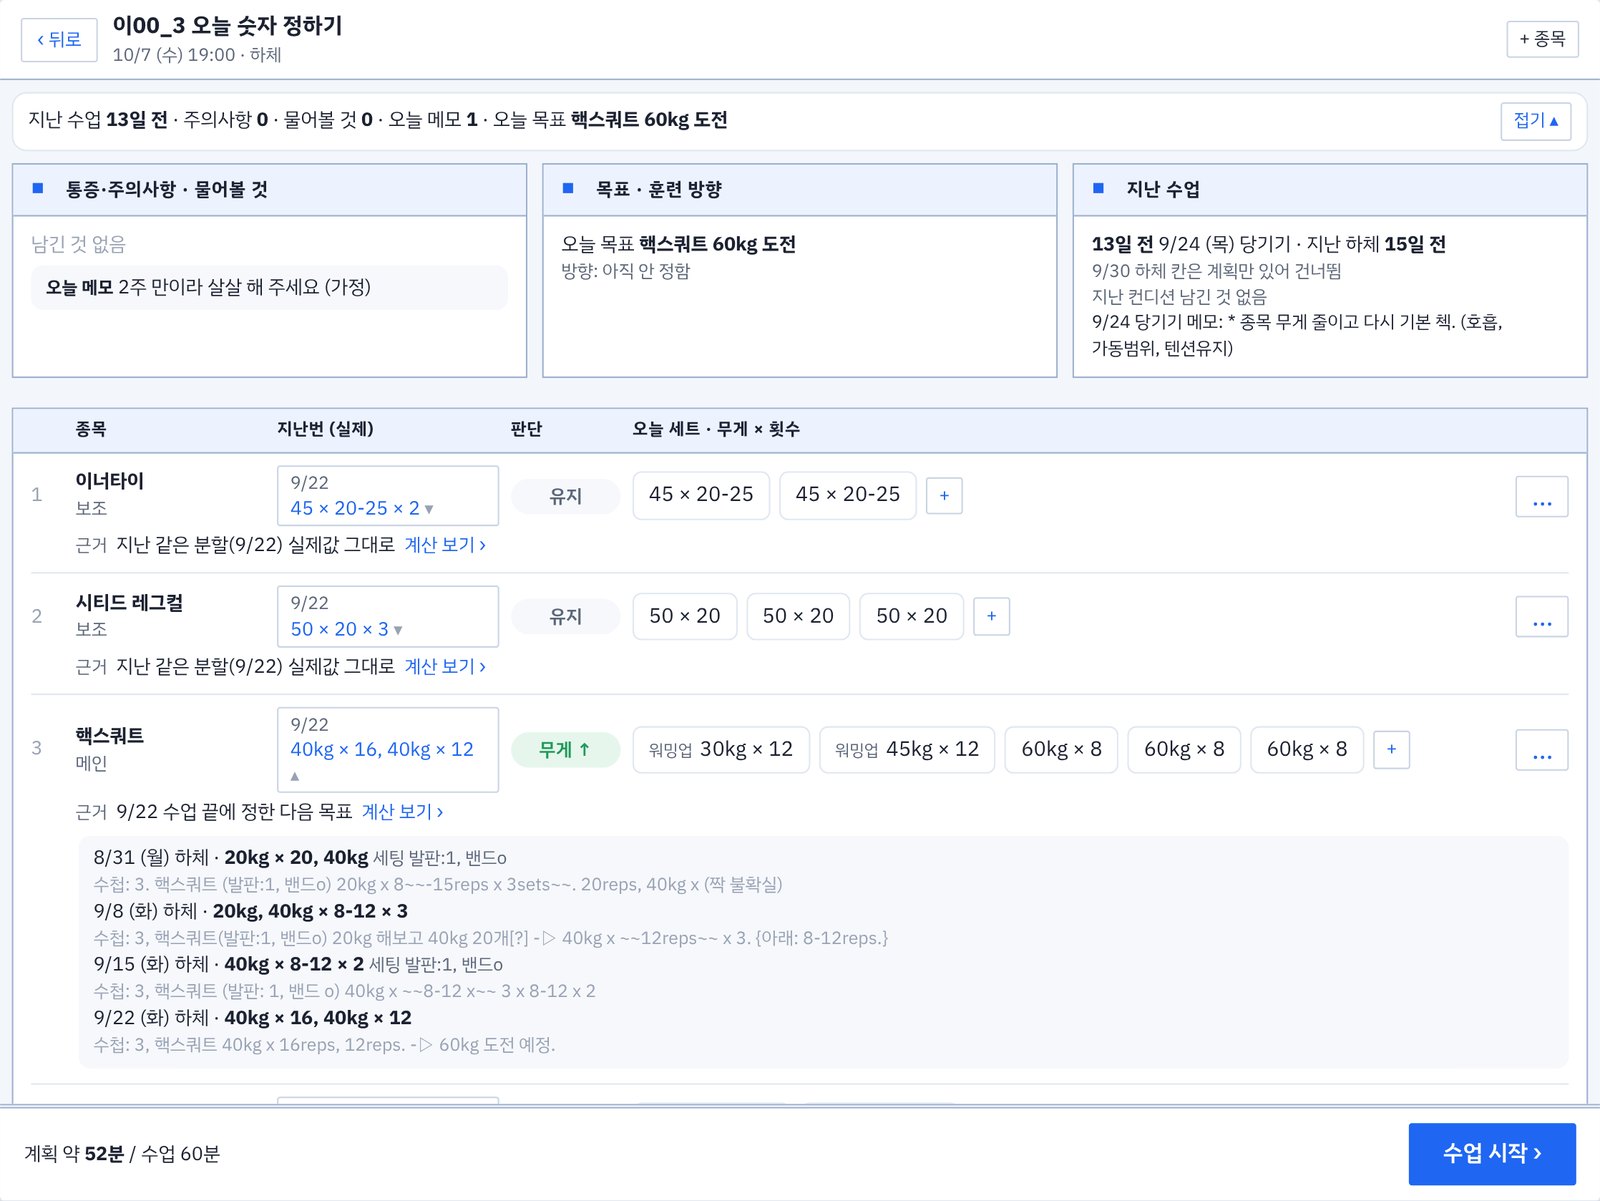 ‹ 뒤로
이00_3 오늘 숫자 정하기
10/7 (수) 19:00 · 하체
+ 종목
지난 수업 13일 전 · 주의사항 0 · 물어볼 것 0 · 오늘 메모 1 · 오늘 목표 핵스쿼트 60kg 도전
접기 ▴
통증·주의사항 · 물어볼 것
남긴 것 없음
오늘 메모 2주 만이라 살살 해 주세요 (가정)
목표 · 훈련 방향
오늘 목표 핵스쿼트 60kg 도전
방향: 아직 안 정함
지난 수업
13일 전 9/24 (목) 당기기 · 지난 하체 15일 전
9/30 하체 칸은 계획만 있어 건너뜀
지난 컨디션 남긴 것 없음
9/24 당기기 메모: * 종목 무게 줄이고 다시 기본 첵. (호흡,
가동범위, 텐션유지)
종목 지난번 (실제) 판단 오늘 세트 · 무게 × 횟수
1 이너타이 보조
9/22
45 × 20-25 × 2 ▾
유지
45 × 20-25 45 × 20-25 + ...
근거 지난 같은 분할(9/22) 실제값 그대로 계산 보기 ›
2 시티드 레그컬 보조
9/22
50 × 20 × 3 ▾
유지
50 × 20 50 × 20 50 × 20 + ...
근거 지난 같은 분할(9/22) 실제값 그대로 계산 보기 ›
3 핵스쿼트 메인
9/22
40kg × 16, 40kg × 12
▴
무게 ↑
워밍업 30kg × 12 워밍업 45kg × 12 60kg × 8 60kg × 8 60kg × 8 + ...
근거 9/22 수업 끝에 정한 다음 목표 계산 보기 ›
8/31 (월) 하체 · 20kg × 20, 40kg 세팅 발판:1, 밴드o
수첩: 3. 핵스쿼트 (발판:1, 밴드o) 20kg x 8~~-15reps x 3sets~~. 20reps, 40kg x (짝 불확실)
9/8 (화) 하체 · 20kg, 40kg × 8-12 × 3
수첩: 3, 핵스쿼트(발판:1, 밴드o) 20kg 해보고 40kg 20개[?] -▷ 40kg x ~~12reps~~ x 3. {아래: 8-12reps.}
9/15 (화) 하체 · 40kg × 8-12 × 2 세팅 발판:1, 밴드o
수첩: 3, 핵스쿼트 (발판: 1, 밴드 o) 40kg x ~~8-12 x~~ 3 x 8-12 x 2
9/22 (화) 하체 · 40kg × 16, 40kg × 12
수첩: 3, 핵스쿼트 40kg x 16reps, 12reps. -▷ 60kg 도전 예정.
계획 약 52분 / 수업 60분
수업 시작 ›